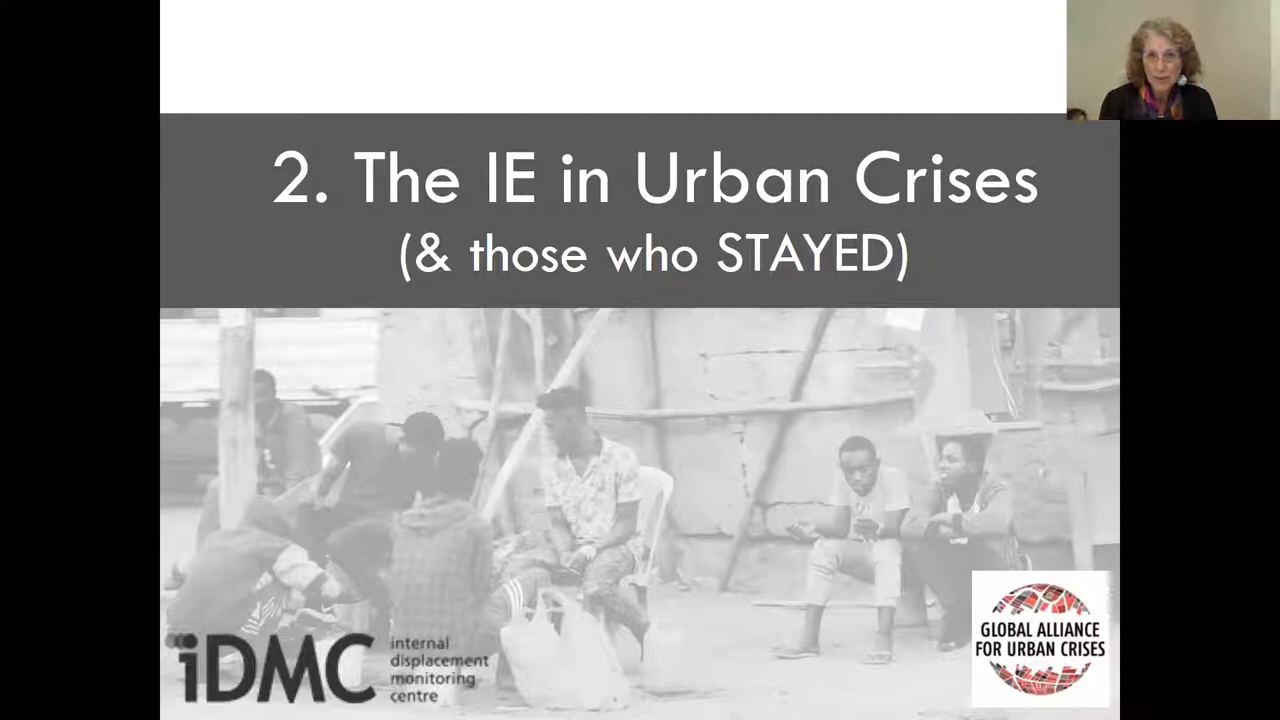 2. The IE in Urban Crises
(& those who STAYED)
iDMC
internal
displacement
monitoring
centre
GLOBAL ALLIANCE
FOR URBAN CRISES